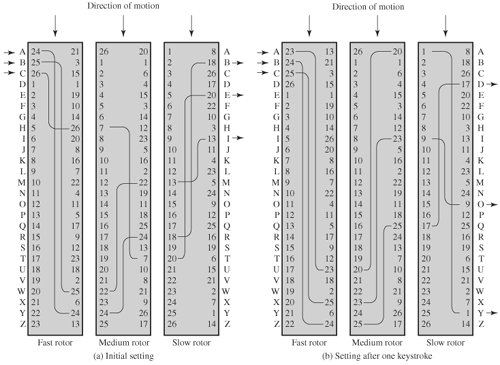 Direction of motion
A 24 21 26 20 1 8 A
B 25 3 1 1 2 18 B
C 26 15 2 6 3 26 C
D 1 1 3 4 4 17 D
E 2 19 4 15 5 20 E
F 3 10 5 3 6 22 F
G 4 14 6 14 7 10 G
H 5 26 7 12 8 3 H
I 6 20 8 23 9 13 I
J 7 8 9 5 10 11 J
K 8 16 10 16 11 4 K
L 9 7 11 2 12 23 L
M 10 22 12 22 13 5 M
N 11 4 13 19 14 24 N
O 12 11 14 11 15 9 O
P 13 5 15 18 16 12 P
Q 14 17 16 25 17 25 Q
R 15 9 17 24 18 16 R
S 16 12 18 13 19 19 S
T 17 23 19 7 20 6 T
U 18 18 20 10 21 15 U
V 19 2 21 8 22 21 V
W 20 25 22 21 23 2 W
X 21 6 23 9 24 7 X
Y 22 24 24 26 25 1 Y
Z 23 13 25 17 26 14 Z
Fast rotor Medium rotor Slow rotor
(a) Initial setting
Direction of motion
A 23 13 26 20 1 8 A
B 24 21 1 1 2 18 B
C 25 3 2 6 3 26 C
D 26 15 3 4 4 17 D
E 1 1 4 15 5 20 E
F 2 19 5 3 6 22 F
G 3 10 6 14 7 10 G
H 4 14 7 12 8 3 H
I 5 26 8 23 9 13 I
J 6 20 9 5 10 11 J
K 7 8 10 16 11 4 K
L 8 16 11 2 12 23 L
M 9 7 12 22 13 5 M
N 10 22 13 19 14 24 N
O 11 4 14 11 15 9 O
P 12 11 15 18 16 12 P
Q 13 5 16 25 17 25 Q
R 14 17 17 24 18 16 R
S 15 9 18 13 19 19 S
T 16 12 19 7 20 6 T
U 17 23 20 10 21 15 U
V 18 18 21 8 22 21 V
W 19 2 22 21 23 2 W
X 20 25 23 9 24 7 X
Y 21 6 24 26 25 1 Y
Z 22 24 25 17 26 14 Z
Fast rotor Medium rotor Slow rotor
(b) Setting after one keystroke